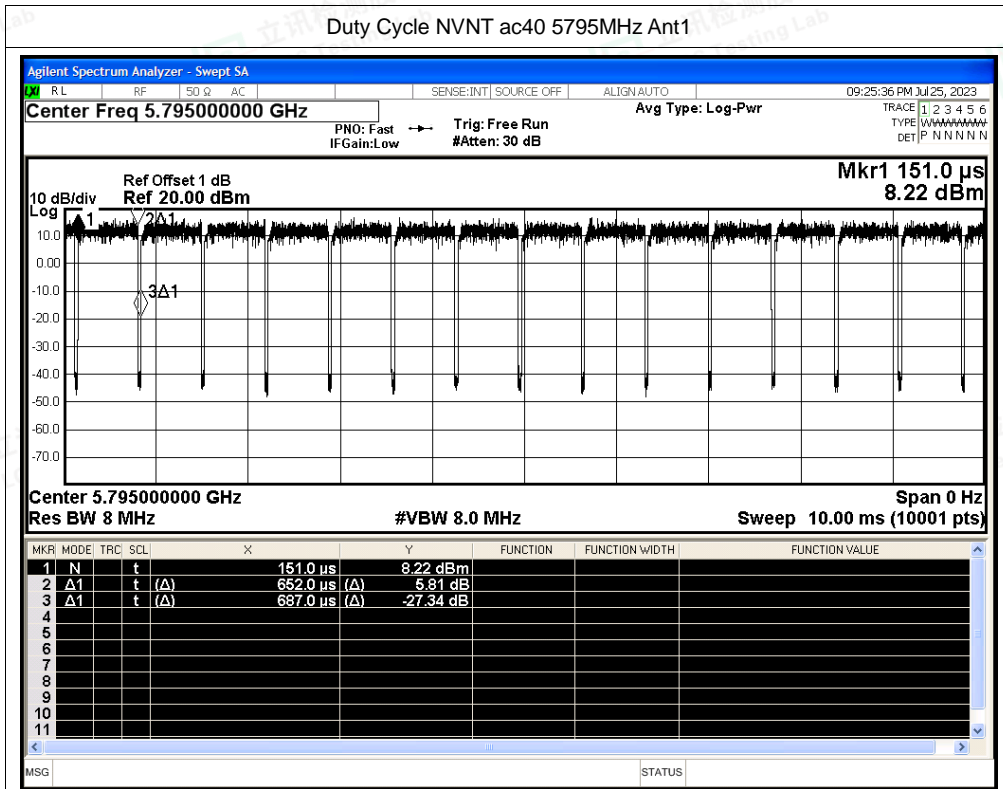 Duty Cycle NVNT ac40 5795MHz Ant1
Agilent Spectrum Analyzer - Swept SA
LXI RL RF 50 Ω AC SENSE:INT SOURCE OFF ALIGN AUTO 09:25:36 PM Jul 25, 2023
Center Freq 5.795000000 GHz Avg Type: Log-Pwr TRACE 1 2 3 4 5 6
PNO: Fast Trig: Free Run TYPE
IFGain:Low #Atten: 30 dB DET P N N N N N
Mkr1 151.0 µs
Ref Offset 1 dB
10 dB/div Ref 20.00 dBm 8.22 dBm
Log
1 2Δ1
10.0
0.00
-10.0 3Δ1
-20.0
-30.0
-40.0
-50.0
-60.0
-70.0
Center 5.795000000 GHz Span 0 Hz
Res BW 8 MHz #VBW 8.0 MHz Sweep 10.00 ms (10001 pts)
MKR MODE TRC SCL X Y FUNCTION FUNCTION WIDTH FUNCTION VALUE
1 N t 151.0 µs 8.22 dBm
2 Δ1 t (Δ) 652.0 µs (Δ) 5.81 dB
3 Δ1 t (Δ) 687.0 µs (Δ) -27.34 dB
4
5
6
7
8
9
10
11
MSG STATUS